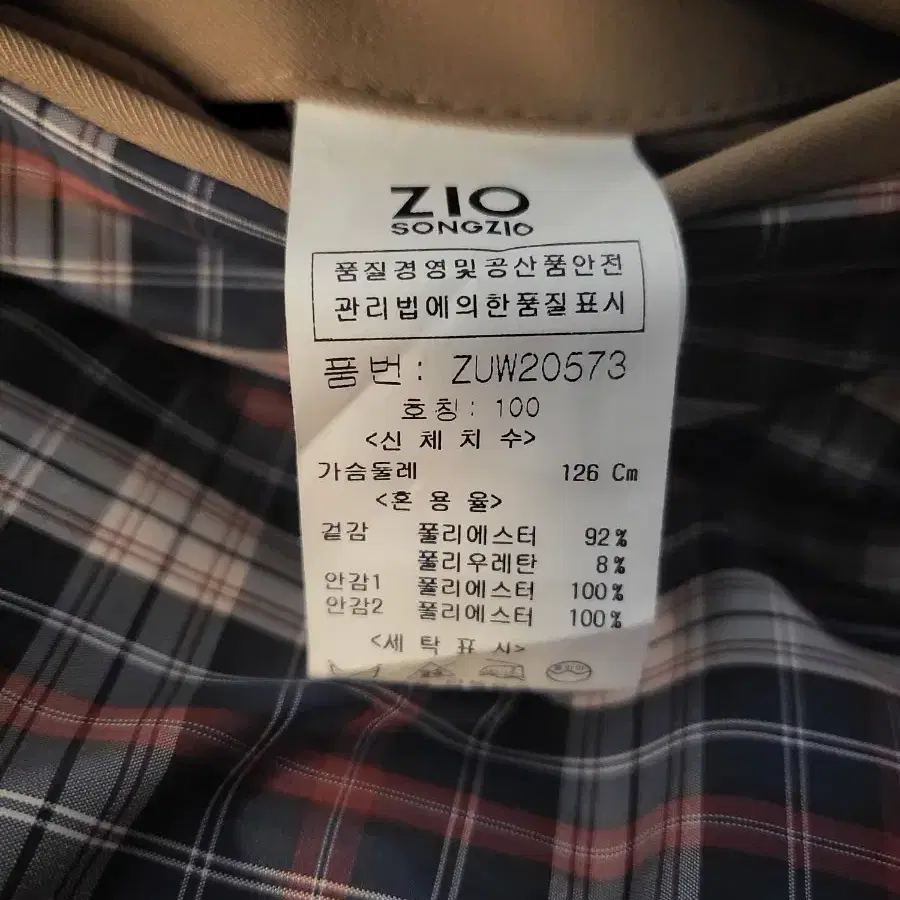 ZIO
SONGZIO
품질경영및공산품안전
관리법에의한품질표시
품번: ZUW20573
호칭: 100
<신 체 치 수>
가슴둘레 126 Cm
<혼 용 율>
겉감 폴리에스터 92%
폴리우레탄 8%
안감1 폴리에스터 100%
안감2 폴리에스터 100%
<세 탁 표 시>